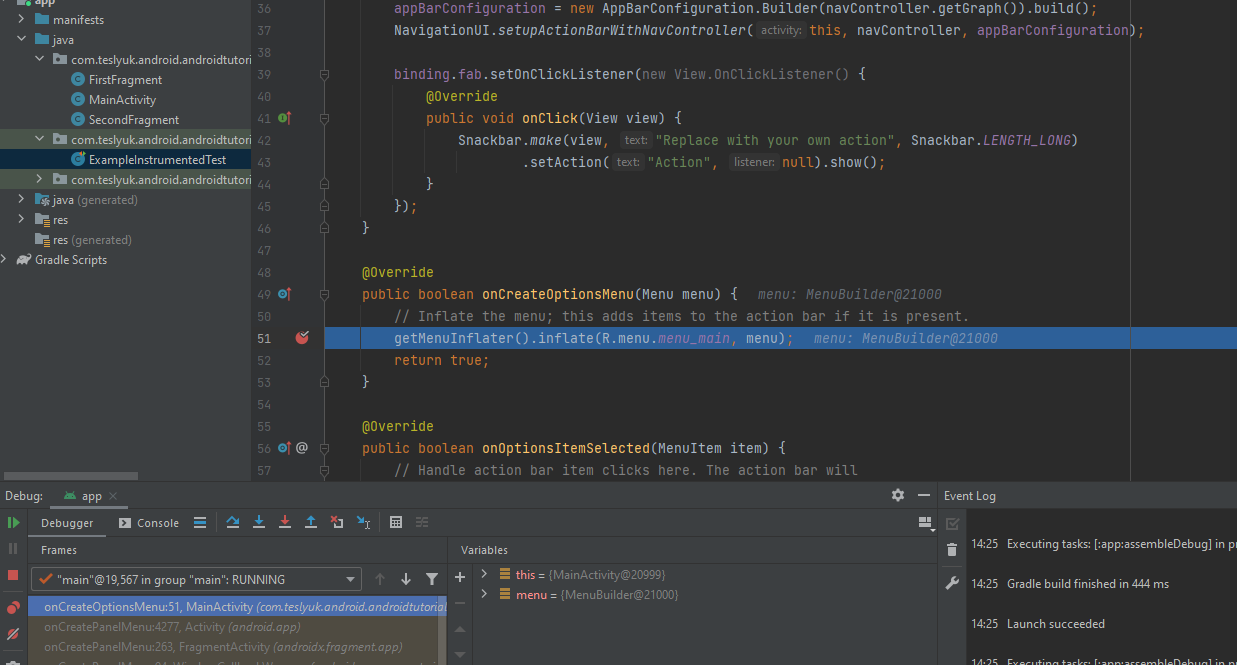 app
manifests
java
com.teslyuk.android.androidtutori
FirstFragment
MainActivity
SecondFragment
com.teslyuk.android.androidtutori
ExampleInstrumentedTest
com.teslyuk.android.androidtutori
java (generated)
res
res (generated)
Gradle Scripts
36 appBarConfiguration = new AppBarConfiguration.Builder(navController.getGraph()).build();
37 NavigationUI.setupActionBarWithNavController( activity: this, navController, appBarConfiguration);
38
39 binding.fab.setOnClickListener(new View.OnClickListener() {
40 @Override
41 public void onClick(View view) {
42 Snackbar.make(view, text: "Replace with your own action", Snackbar.LENGTH_LONG)
43 .setAction( text: "Action", listener: null).show();
44 }
45 });
46 }
47
48 @Override
49 public boolean onCreateOptionsMenu(Menu menu) { menu: MenuBuilder@21000
50 // Inflate the menu; this adds items to the action bar if it is present.
51 getMenuInflater().inflate(R.menu.menu_main, menu); menu: MenuBuilder@21000
52 return true;
53 }
54
55 @Override
56 @ public boolean onOptionsItemSelected(MenuItem item) {
57 // Handle action bar item clicks here. The action bar will
Debug: app
Debugger Console
Frames
"main"@19,567 in group "main": RUNNING
onCreateOptionsMenu:51, MainActivity (com.teslyuk.android.androidtutorial
onCreatePanelMenu:4277, Activity (android.app)
onCreatePanelMenu:263, FragmentActivity (androidx.fragment.app)
Variables
this = {MainActivity@20999}
menu = {MenuBuilder@21000}
Event Log
14:25 Executing tasks: [:app:assembleDebug] in pr
14:25 Gradle build finished in 444 ms
14:25 Launch succeeded
14:25 Executing tasks: [:app:assembleDebug] in pr